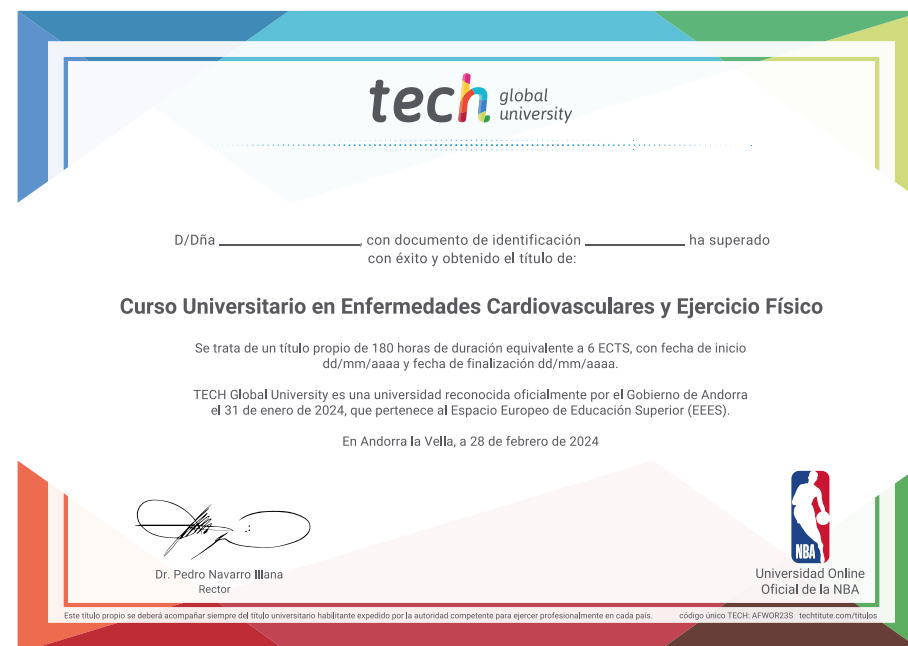 tech global university
D/Dña ______________, con documento de identificación ______________ ha superado
con éxito y obtenido el título de:
Curso Universitario en Enfermedades Cardiovasculares y Ejercicio Físico
Se trata de un título propio de 180 horas de duración equivalente a 6 ECTS, con fecha de inicio
dd/mm/aaaa y fecha de finalización dd/mm/aaaa.
TECH Global University es una universidad reconocida oficialmente por el Gobierno de Andorra
el 31 de enero de 2024, que pertenece al Espacio Europeo de Educación Superior (EEES).
En Andorra la Vella, a 28 de febrero de 2024
NBA
Dr. Pedro Navarro Illana
Rector
Universidad Online
Oficial de la NBA
Este título propio se deberá acompañar siempre del título universitario habilitante expedido por la autoridad competente para ejercer profesionalmente en cada país. código único TECH: AFWOR23S techtitute.com/titulos